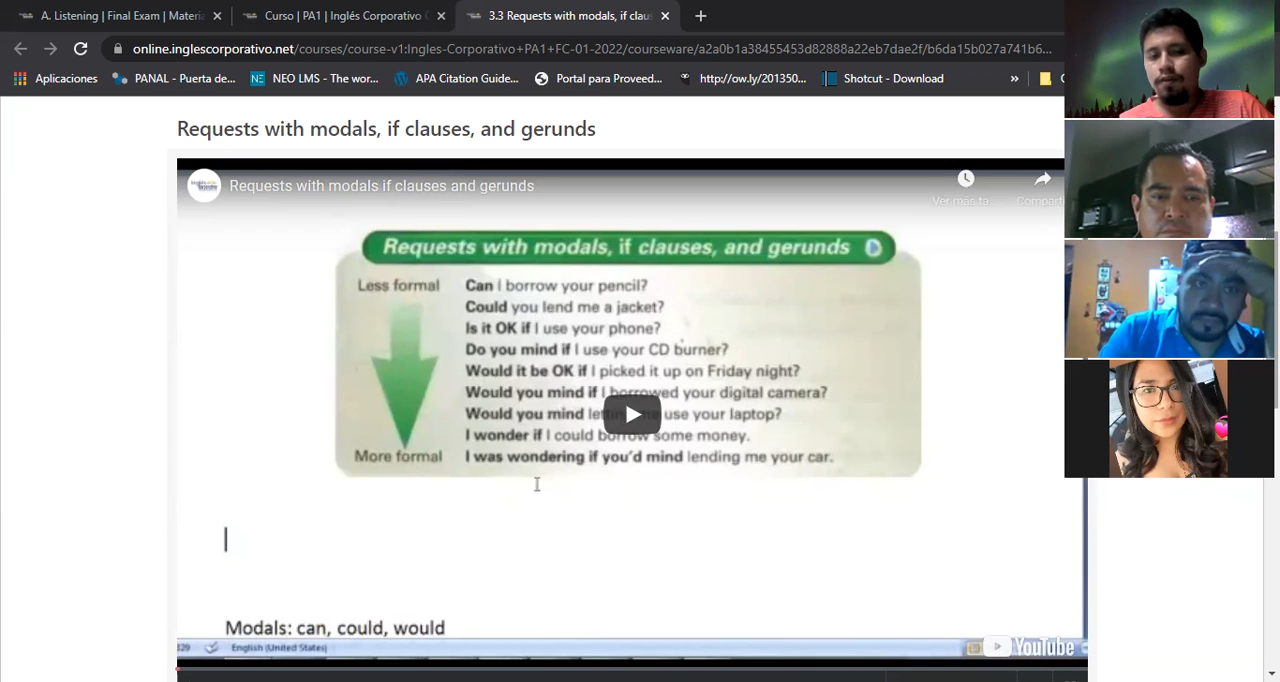 A. Listening | Final Exam | Materi
Curso | PA1 | Inglés Corporativo
3.3 Requests with modals, if clau
online.inglescorporativo.net/courses/course-v1:Ingles-Corporativo+PA1+FC-01-2022/courseware/a2a0b1a38455453d82888a22eb7dae2f/b6da15b027a741b6...
Aplicaciones PANAL - Puerta de... NEO LMS - The wor... APA Citation Guide... Portal para Proveed... http://ow.ly/201350... Shotcut - Download »
Requests with modals, if clauses, and gerunds
Requests with modals if clauses and gerunds
Ver más ta...
Compart
Requests with modals, if clauses, and gerunds
Less formal
Can I borrow your pencil?
Could you lend me a jacket?
Is it OK if I use your phone?
Do you mind if I use your CD burner?
Would it be OK if I picked it up on Friday night?
Would you mind if I borrowed your digital camera?
Would you mind use your laptop?
I wonder if I could borrow some money.
More formal
I was wondering if you'd mind lending me your car.
Modals: can, could, would
English (United States)
YouTube